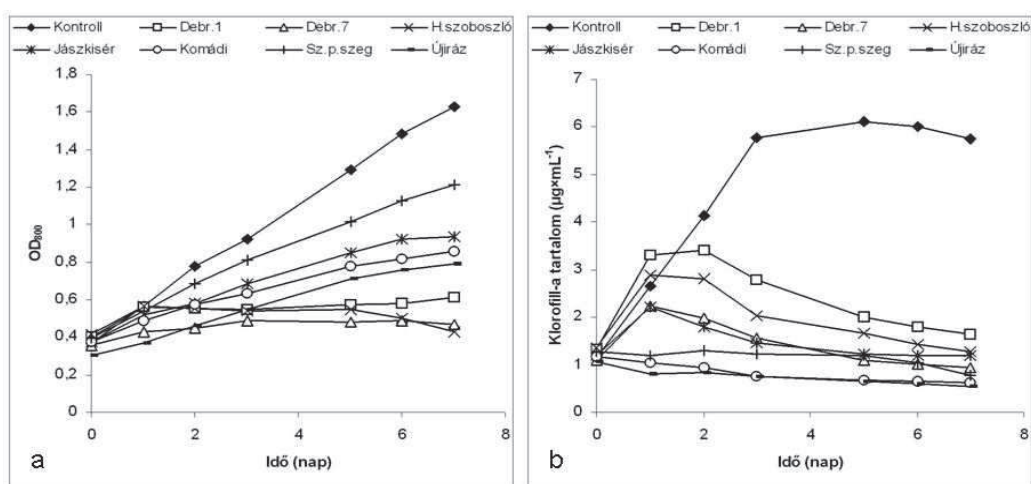 Kontroll Debr.1 Debr.7 H.szoboszló
Jászkisér Komádi Sz.p.szeg Újiráz
1,8
1,6
1,4
1,2
1
0,8
0,6
0,4
0,2
0
OD800
0 2 4 6 8
Idő (nap)
a
Kontroll Debr.1 Debr.7 H.szoboszló
Jászkisér Komádi Sz.p.szeg Újiráz
7
6
5
4
3
2
1
0
Klorofill-a tartalom (µg×mL⁻¹)
0 2 4 6 8
Idő (nap)
b